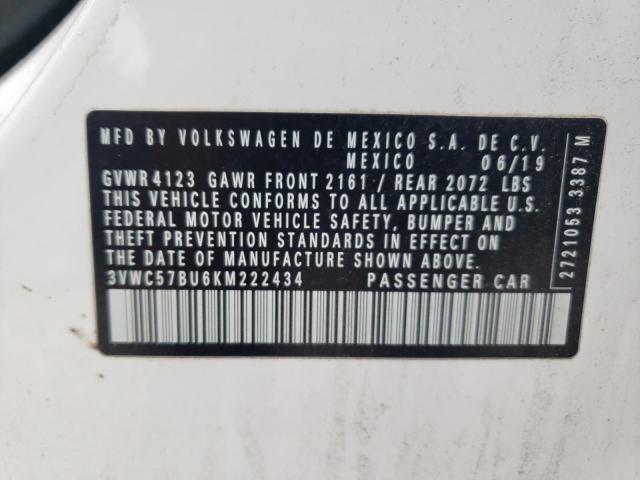 MFD BY VOLKSWAGEN DE MEXICO S.A. DE C.V.
MEXICO 06/19
GVWR 4123 GAWR FRONT 2161 / REAR 2072 LBS
THIS VEHICLE CONFORMS TO ALL APPLICABLE U.S.
FEDERAL MOTOR VEHICLE SAFETY, BUMPER AND
THEFT PREVENTION STANDARDS IN EFFECT ON
THE DATE OF MANUFACTURE SHOWN ABOVE.
3VWC57BU6KM222434 PASSENGER CAR
2721053 3387 M